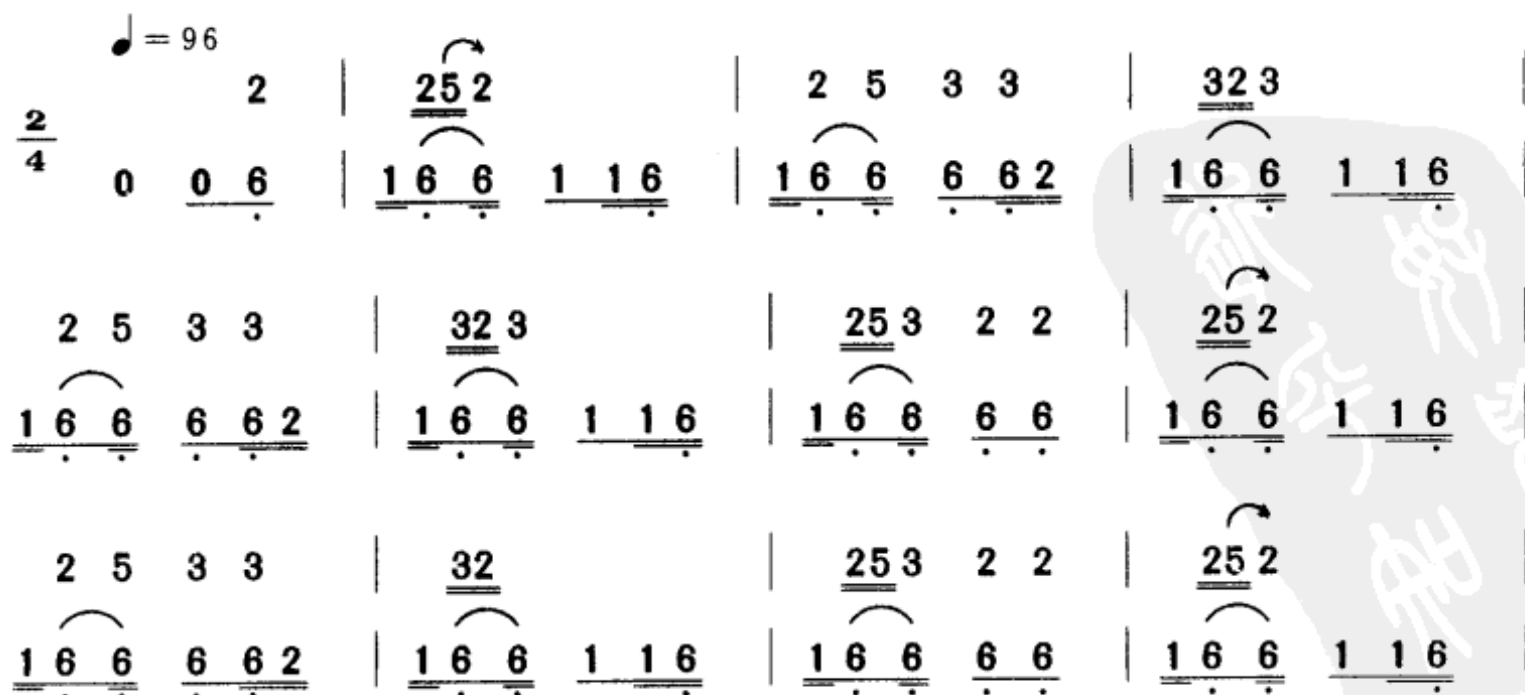 ♩ = 96
2 | 25 2 | 2 5 3 3 | 32 3 |
2/4 0 0 6 | 1 6 6 1 1 6 | 1 6 6 6 6 2 | 1 6 6 1 1 6 |
2 5 3 3 | 32 3 | 25 3 2 2 | 25 2 |
1 6 6 6 6 2 | 1 6 6 1 1 6 | 1 6 6 6 6 | 1 6 6 1 1 6 |
2 5 3 3 | 32 | 25 3 2 2 | 25 2 |
1 6 6 6 6 2 | 1 6 6 1 1 6 | 1 6 6 6 6 | 1 6 6 1 1 6 |